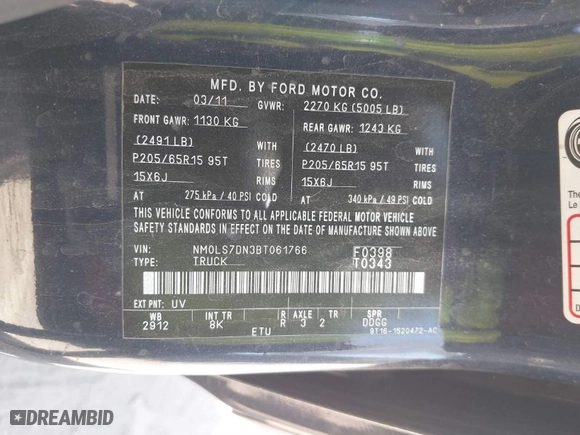 MFD. BY FORD MOTOR CO.
DATE: 03/11 GVWR: 2270 KG (5005 LB)
FRONT GAWR: 1130 KG REAR GAWR: 1243 KG
(2491 LB) WITH (2470 LB) WITH
P205/65R15 95T TIRES P205/65R15 95T TIRES
15X6J RIMS 15X6J RIMS
AT 275 kPa / 40 PSI COLD AT 340 kPa / 49 PSI COLD
THIS VEHICLE CONFORMS TO ALL APPLICABLE FEDERAL MOTOR VEHICLE
SAFETY STANDARDS IN EFFECT ON THE DATE OF MANUFACTURE SHOWN ABOVE.
VIN: NM0LS7DN3BT061766 F0398
TYPE: TRUCK T0343
EXT PNT: UV
WB INT TR R AXLE TR SPR
2912 8K R 3 2 DDGG
ETU
9T16-1520472-AC
Th
Le
DREAMBID